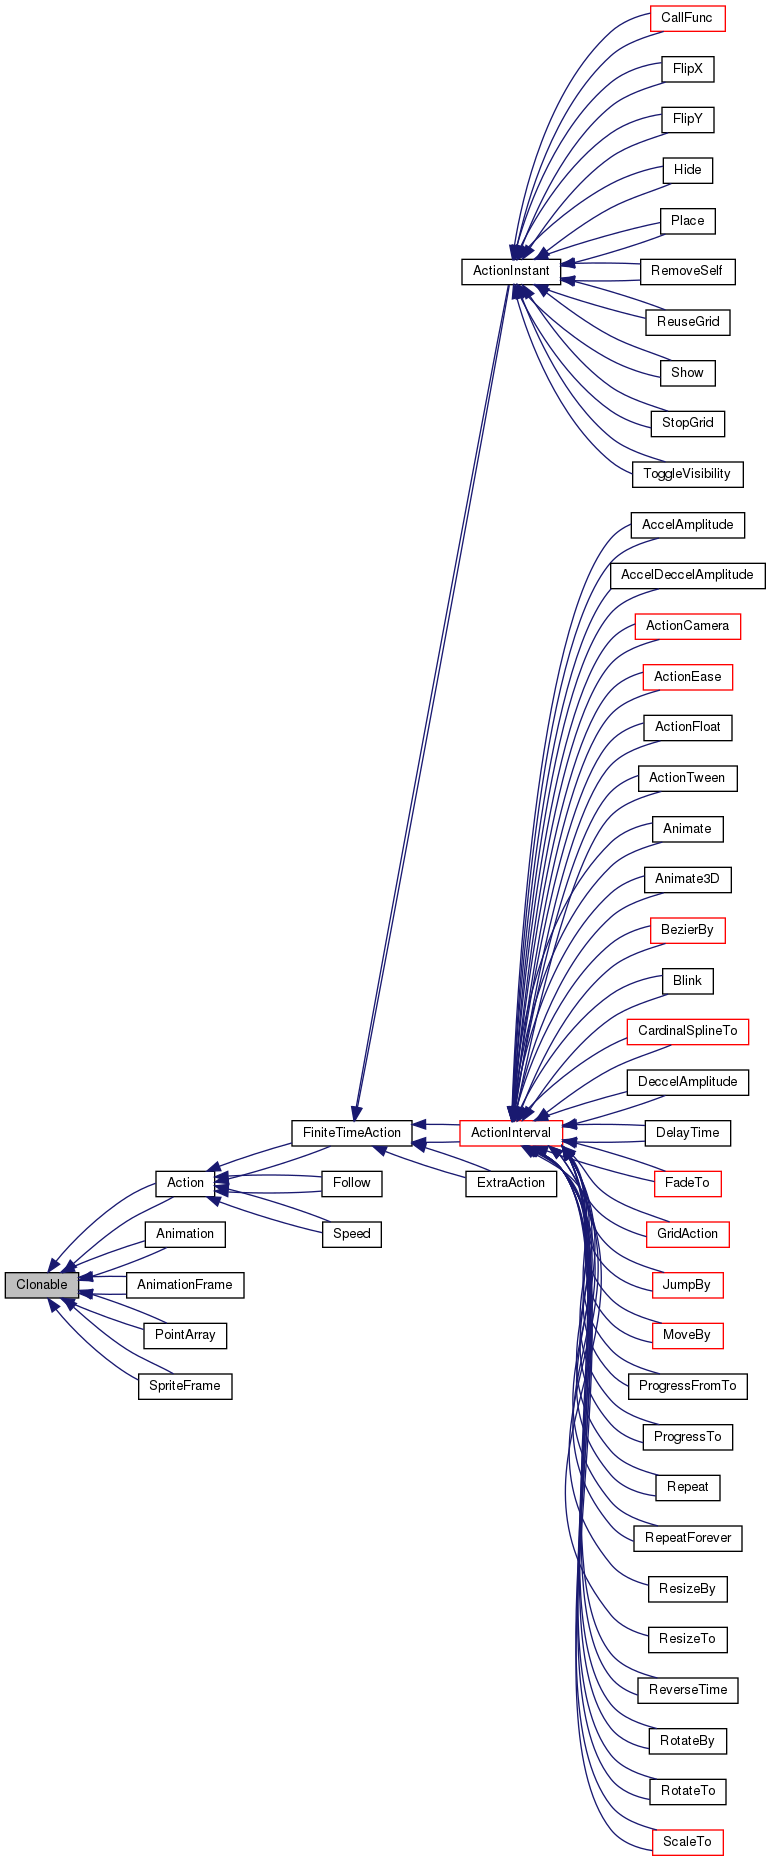 CallFunc
FlipX
FlipY
Hide
Place
ActionInstant
RemoveSelf
ReuseGrid
Show
StopGrid
ToggleVisibility
AccelAmplitude
AccelDeccelAmplitude
ActionCamera
ActionEase
ActionFloat
ActionTween
Animate
Animate3D
BezierBy
Blink
CardinalSplineTo
DeccelAmplitude
FiniteTimeAction
ActionInterval
DelayTime
Action
Follow
ExtraAction
FadeTo
Animation
Speed
GridAction
Clonable
AnimationFrame
JumpBy
PointArray
MoveBy
SpriteFrame
ProgressFromTo
ProgressTo
Repeat
RepeatForever
ResizeBy
ResizeTo
ReverseTime
RotateBy
RotateTo
ScaleTo